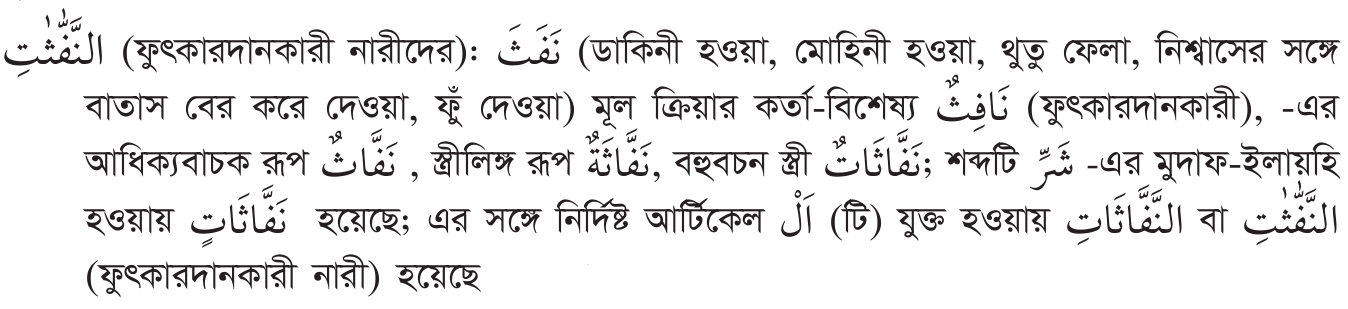 النَّفّٰثٰتِ (ফুৎকারদানকারী নারীদের): نَفَثَ (ডাকিনী হওয়া, মোহিনী হওয়া, থুতু ফেলা, নিশ্বাসের সঙ্গে
বাতাস বের করে দেওয়া, ফুঁ দেওয়া) মূল ক্রিয়ার কর্তা-বিশেষ্য نَافِثٌ (ফুৎকারদানকারী), -এর
আধিক্যবাচক রূপ نَفَّاثٌ , স্ত্রীলিঙ্গ রূপ نَفَّاثَةٌ, বহুবচন স্ত্রী نَفَّاثَاتٌ; শব্দটি شَرِّ -এর মুদাফ-ইলায়হি
হওয়ায় نَفَّاثَاتٍ হয়েছে; এর সঙ্গে নির্দিষ্ট আর্টিকেল اَلْ (টি) যুক্ত হওয়ায় النَّفَّاثَاتِ বা النَّفّٰثٰتِ
(ফুৎকারদানকারী নারী) হয়েছে